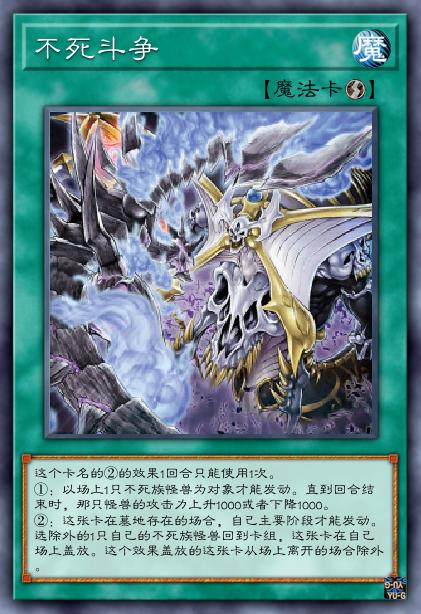 不死斗争
魔
【魔法卡】
这个卡名的②的效果1回合只能使用1次。
①：以场上1只不死族怪兽为对象才能发动。直到回合结
束时，那只怪兽的攻击力上升1000或者下降1000。
②：这张卡在墓地存在的场合，自己主要阶段才能发动。
选除外的1只自己的不死族怪兽回到卡组，这张卡在自己
场上盖放。这个效果盖放的这张卡从场上离开的场合除外
。